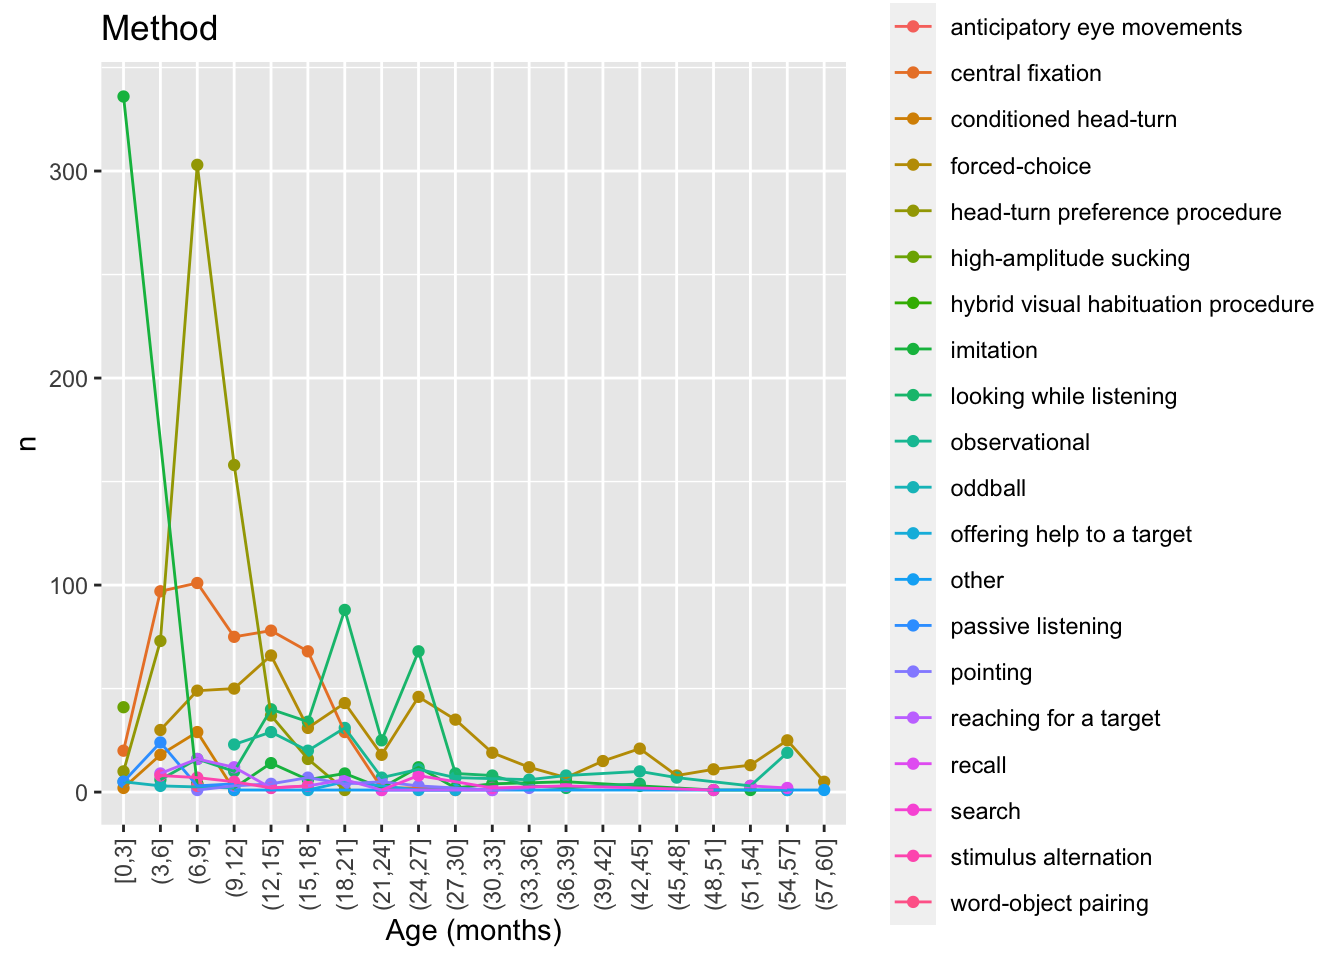 Method
300
200
100
0
n
[0,3]
(3,6]
(6,9]
(9,12]
(12,15]
(15,18]
(18,21]
(21,24]
(24,27]
(27,30]
(30,33]
(33,36]
(36,39]
(39,42]
(42,45]
(45,48]
(48,51]
(51,54]
(54,57]
(57,60]
Age (months)
anticipatory eye movements
central fixation
conditioned head-turn
forced-choice
head-turn preference procedure
high-amplitude sucking
hybrid visual habituation procedure
imitation
looking while listening
observational
oddball
offering help to a target
other
passive listening
pointing
reaching for a target
recall
search
stimulus alternation
word-object pairing